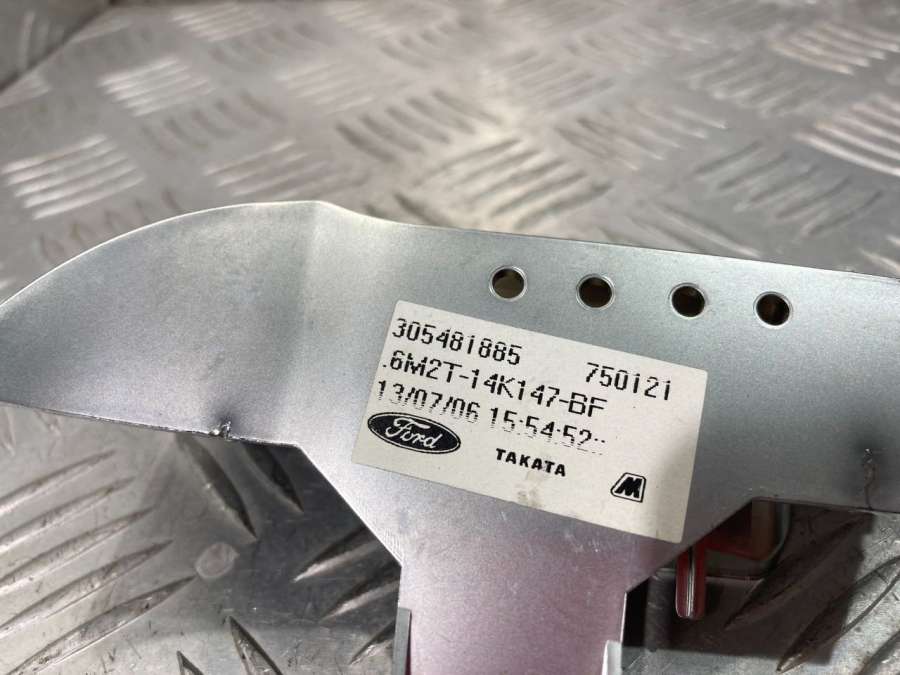 305481885 750121
.6M2T-14K147-BF
13/07/06 15:54:52::
Ford TAKATA M